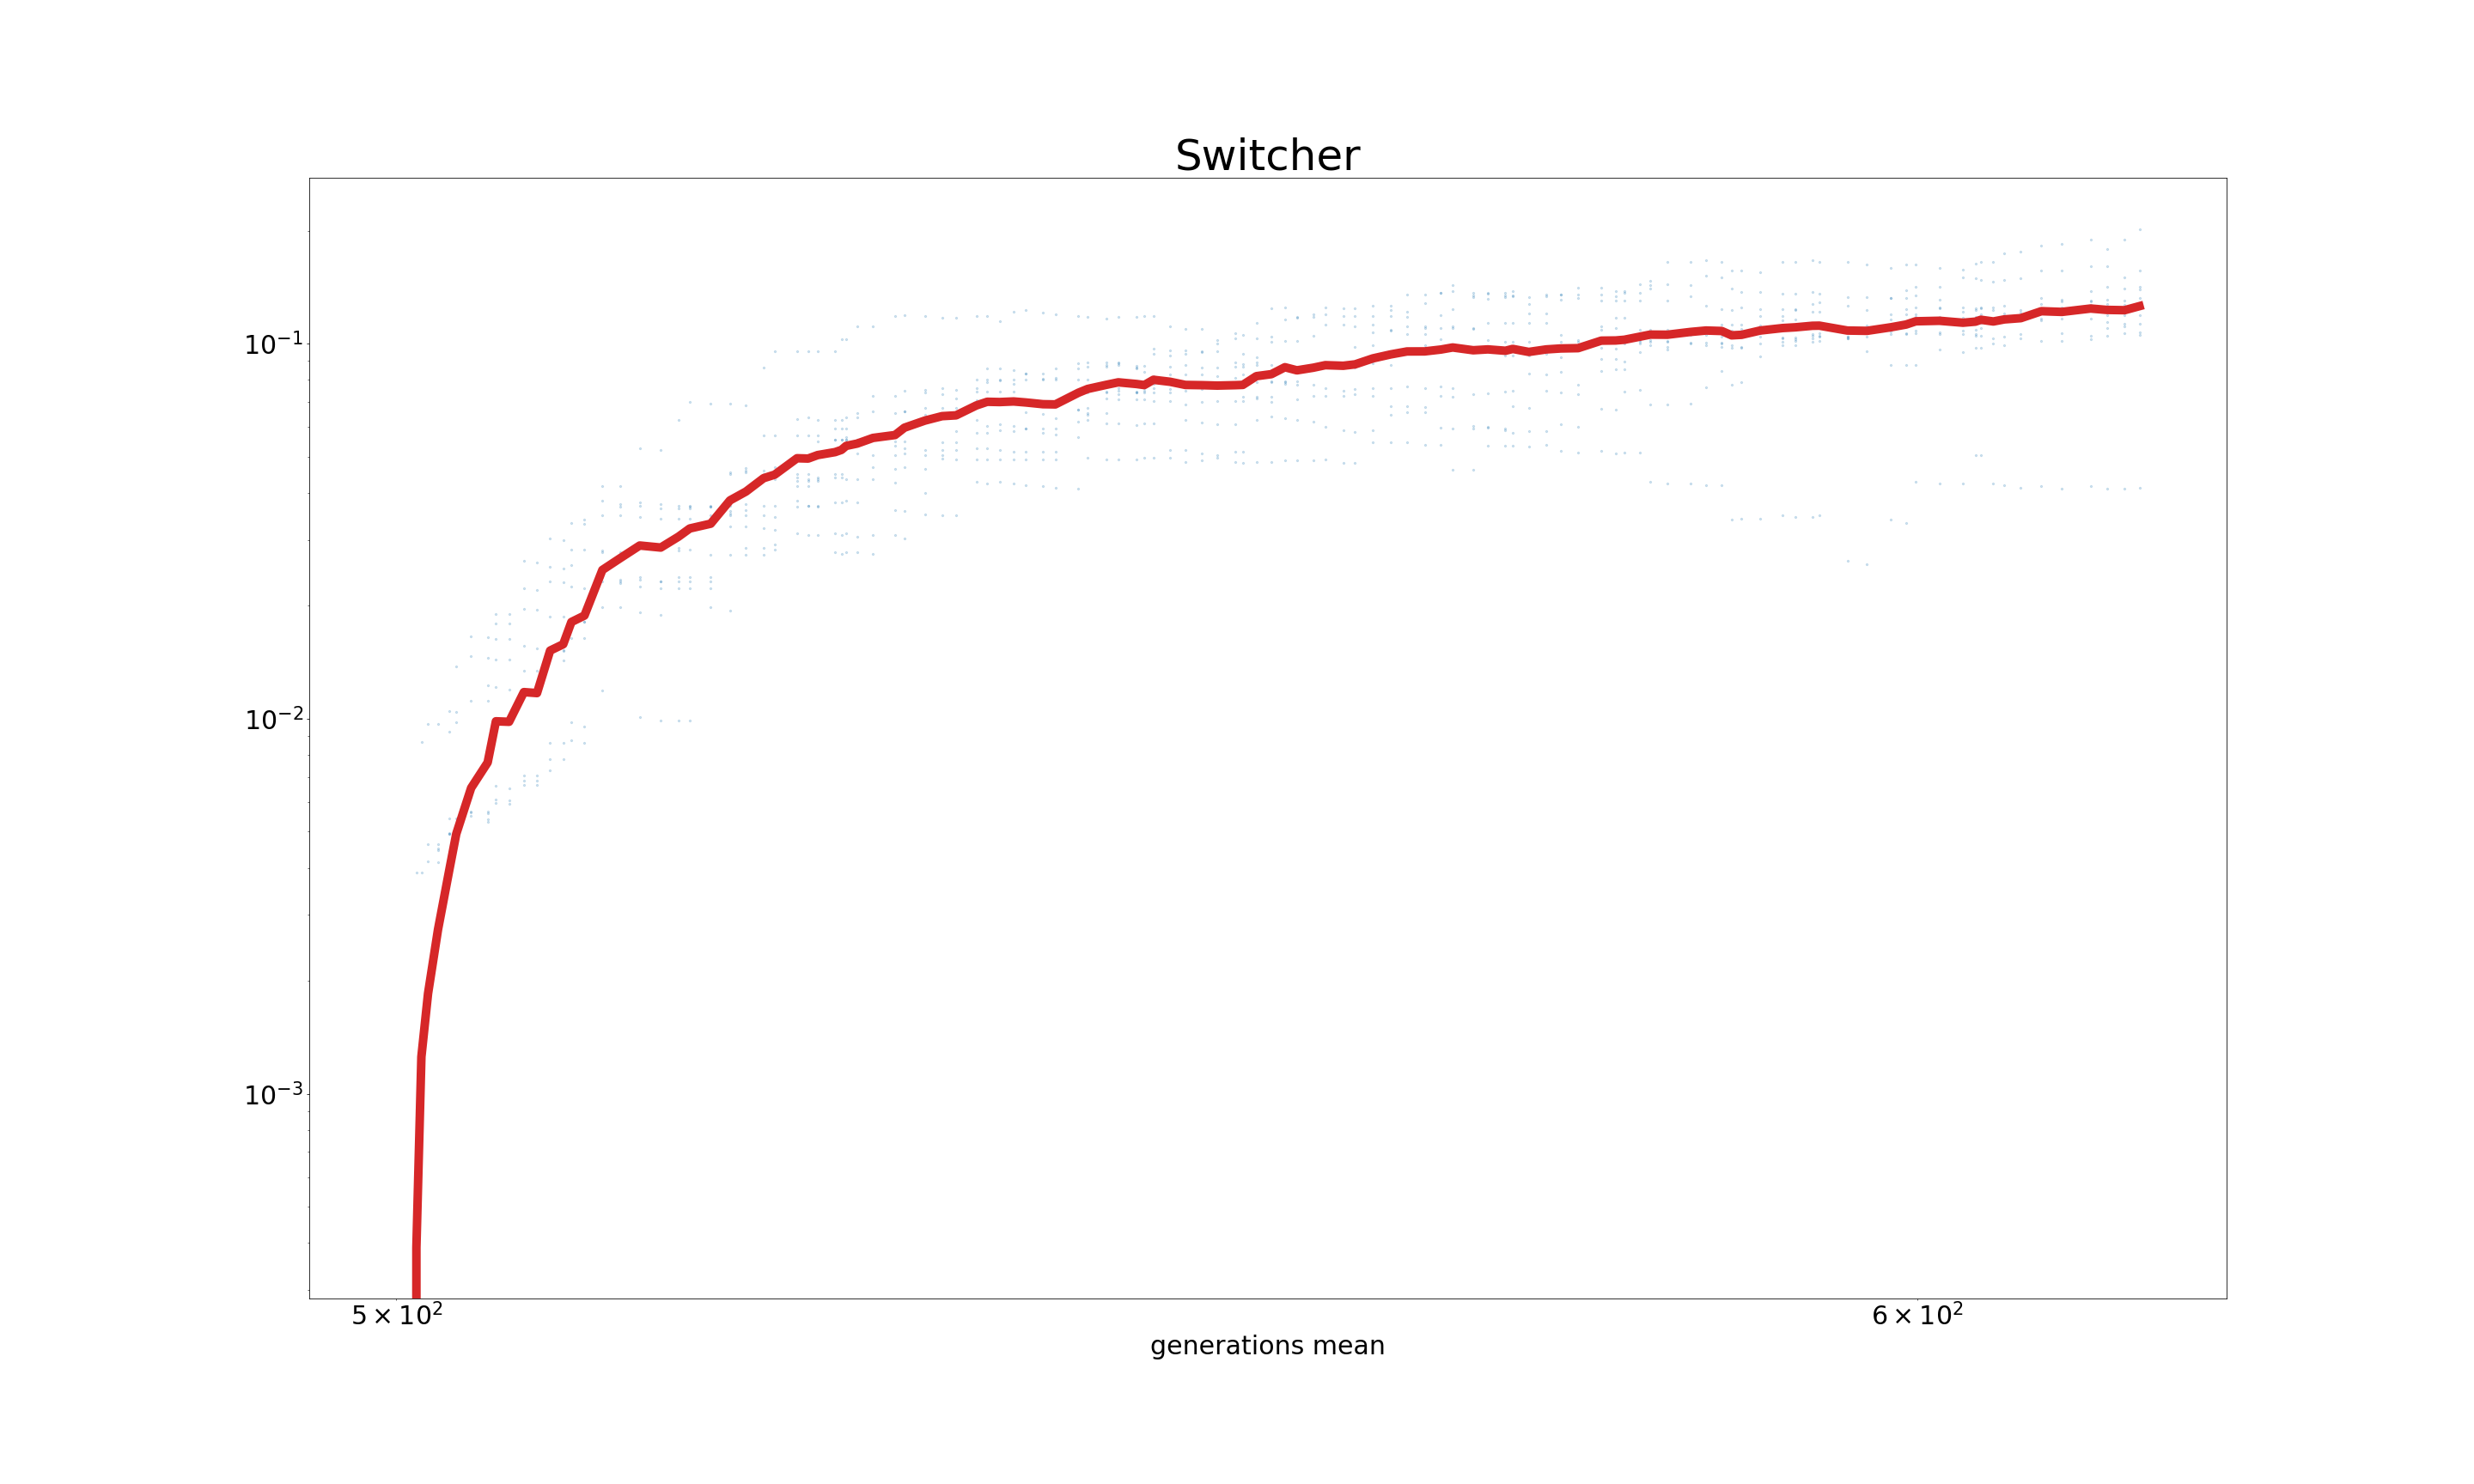 Switcher
10⁻¹
10⁻²
10⁻³
5 × 10²
6 × 10²
generations mean